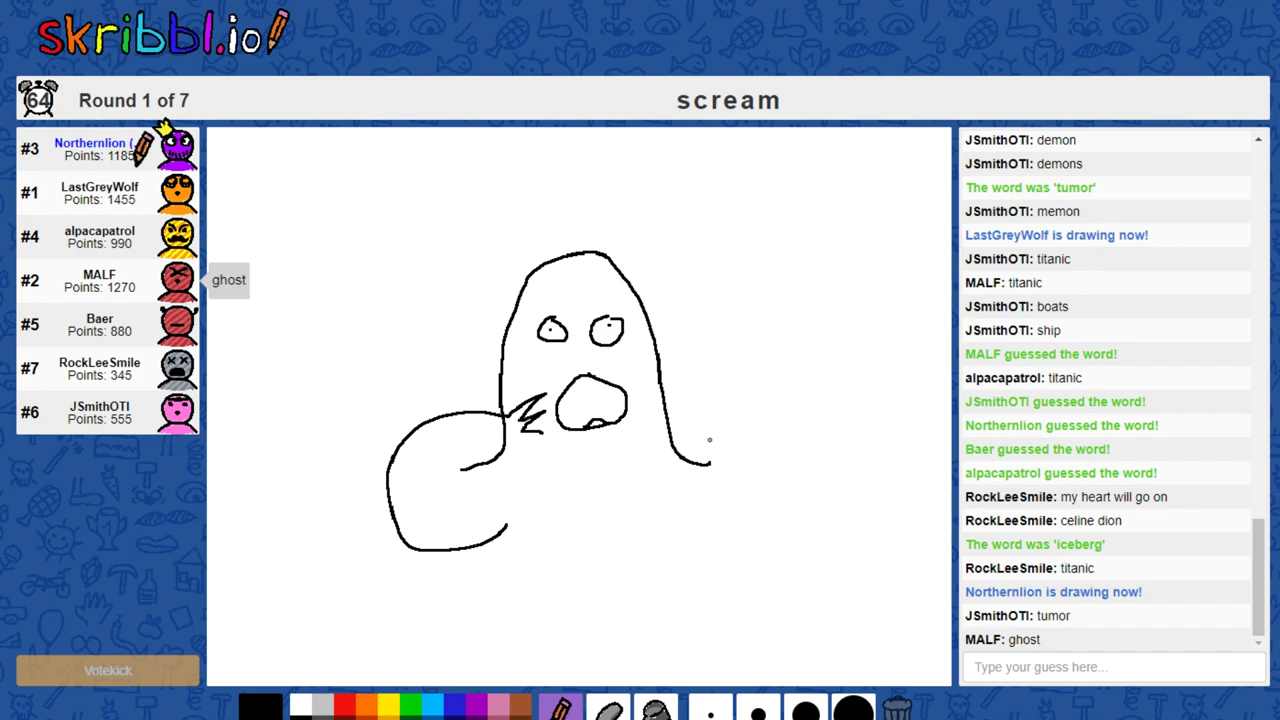 skribbl.io
64
Round 1 of 7
scream
#3
Northernlion (.
Points: 1185
#1
LastGreyWolf
Points: 1455
#4
alpacapatrol
Points: 990
#2
MALF
Points: 1270
ghost
#5
Baer
Points: 880
#7
RockLeeSmile
Points: 345
#6
JSmithOTI
Points: 555
Votekick
JSmithOTI: demon
JSmithOTI: demons
The word was 'tumor'
JSmithOTI: memon
LastGreyWolf is drawing now!
JSmithOTI: titanic
MALF: titanic
JSmithOTI: boats
JSmithOTI: ship
MALF guessed the word!
alpacapatrol: titanic
JSmithOTI guessed the word!
Northernlion guessed the word!
Baer guessed the word!
alpacapatrol guessed the word!
RockLeeSmile: my heart will go on
RockLeeSmile: celine dion
The word was 'iceberg'
RockLeeSmile: titanic
Northernlion is drawing now!
JSmithOTI: tumor
MALF: ghost
Type your guess here...